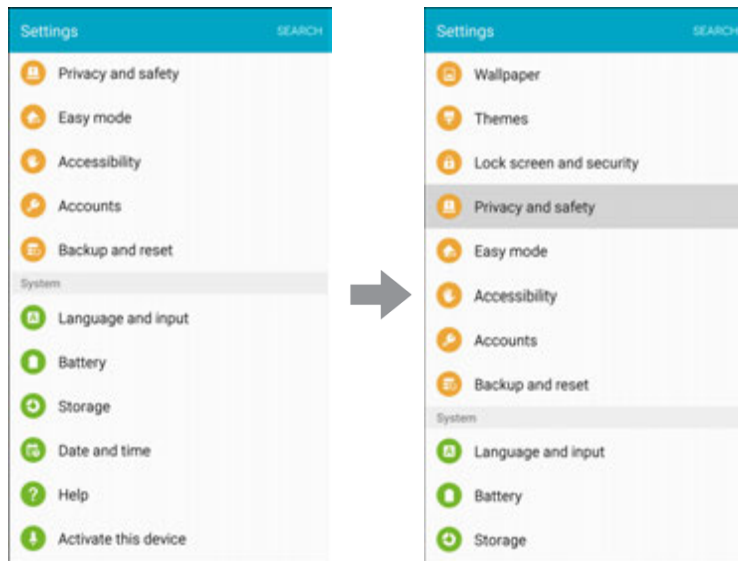 Settings SEARCH
Privacy and safety
Easy mode
Accessibility
Accounts
Backup and reset
System
Language and input
Battery
Storage
Date and time
Help
Activate this device
Settings SEARCH
Wallpaper
Themes
Lock screen and security
Privacy and safety
Easy mode
Accessibility
Accounts
Backup and reset
System
Language and input
Battery
Storage